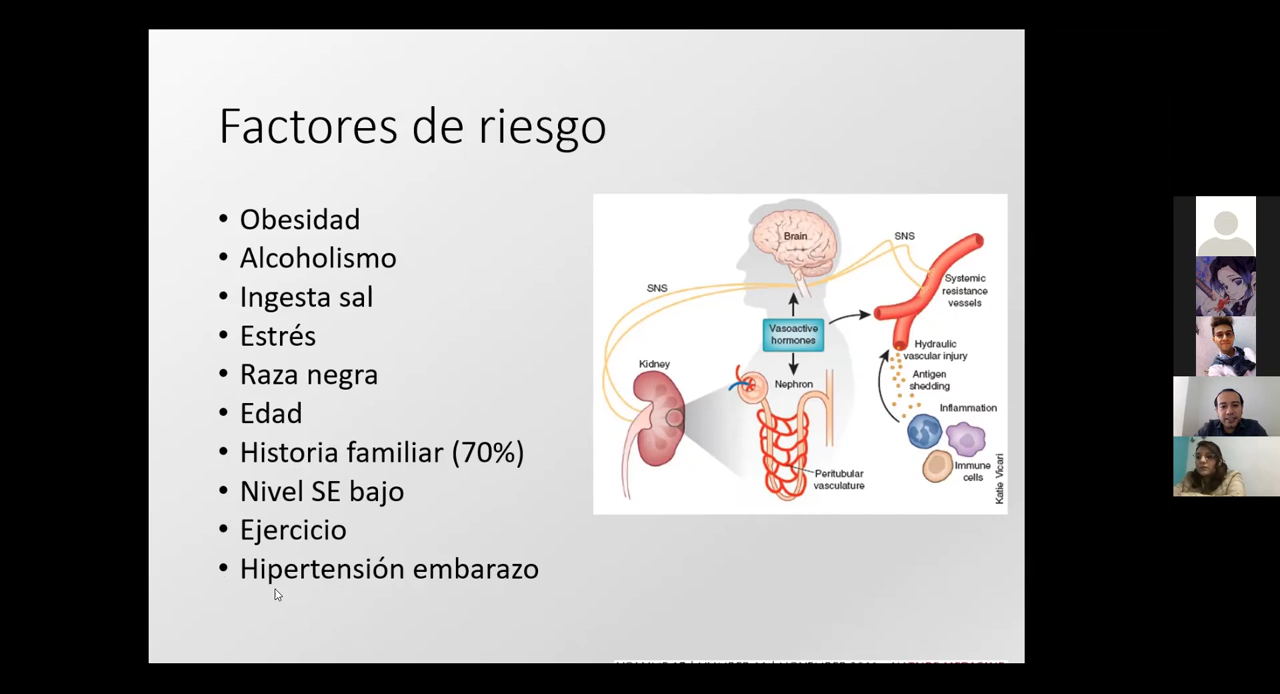 Factores de riesgo
• Obesidad
• Alcoholismo
• Ingesta sal
• Estrés
• Raza negra
• Edad
• Historia familiar (70%)
• Nivel SE bajo
• Ejercicio
• Hipertensión embarazo
Brain
SNS
SNS
Systemic
resistance
vessels
Vasoactive
hormones
Hydraulic
vascular injury
Kidney
Antigen
shedding
Nephron
Inflammation
Immune
cells
Peritubular
vasculature
Katie Vicari